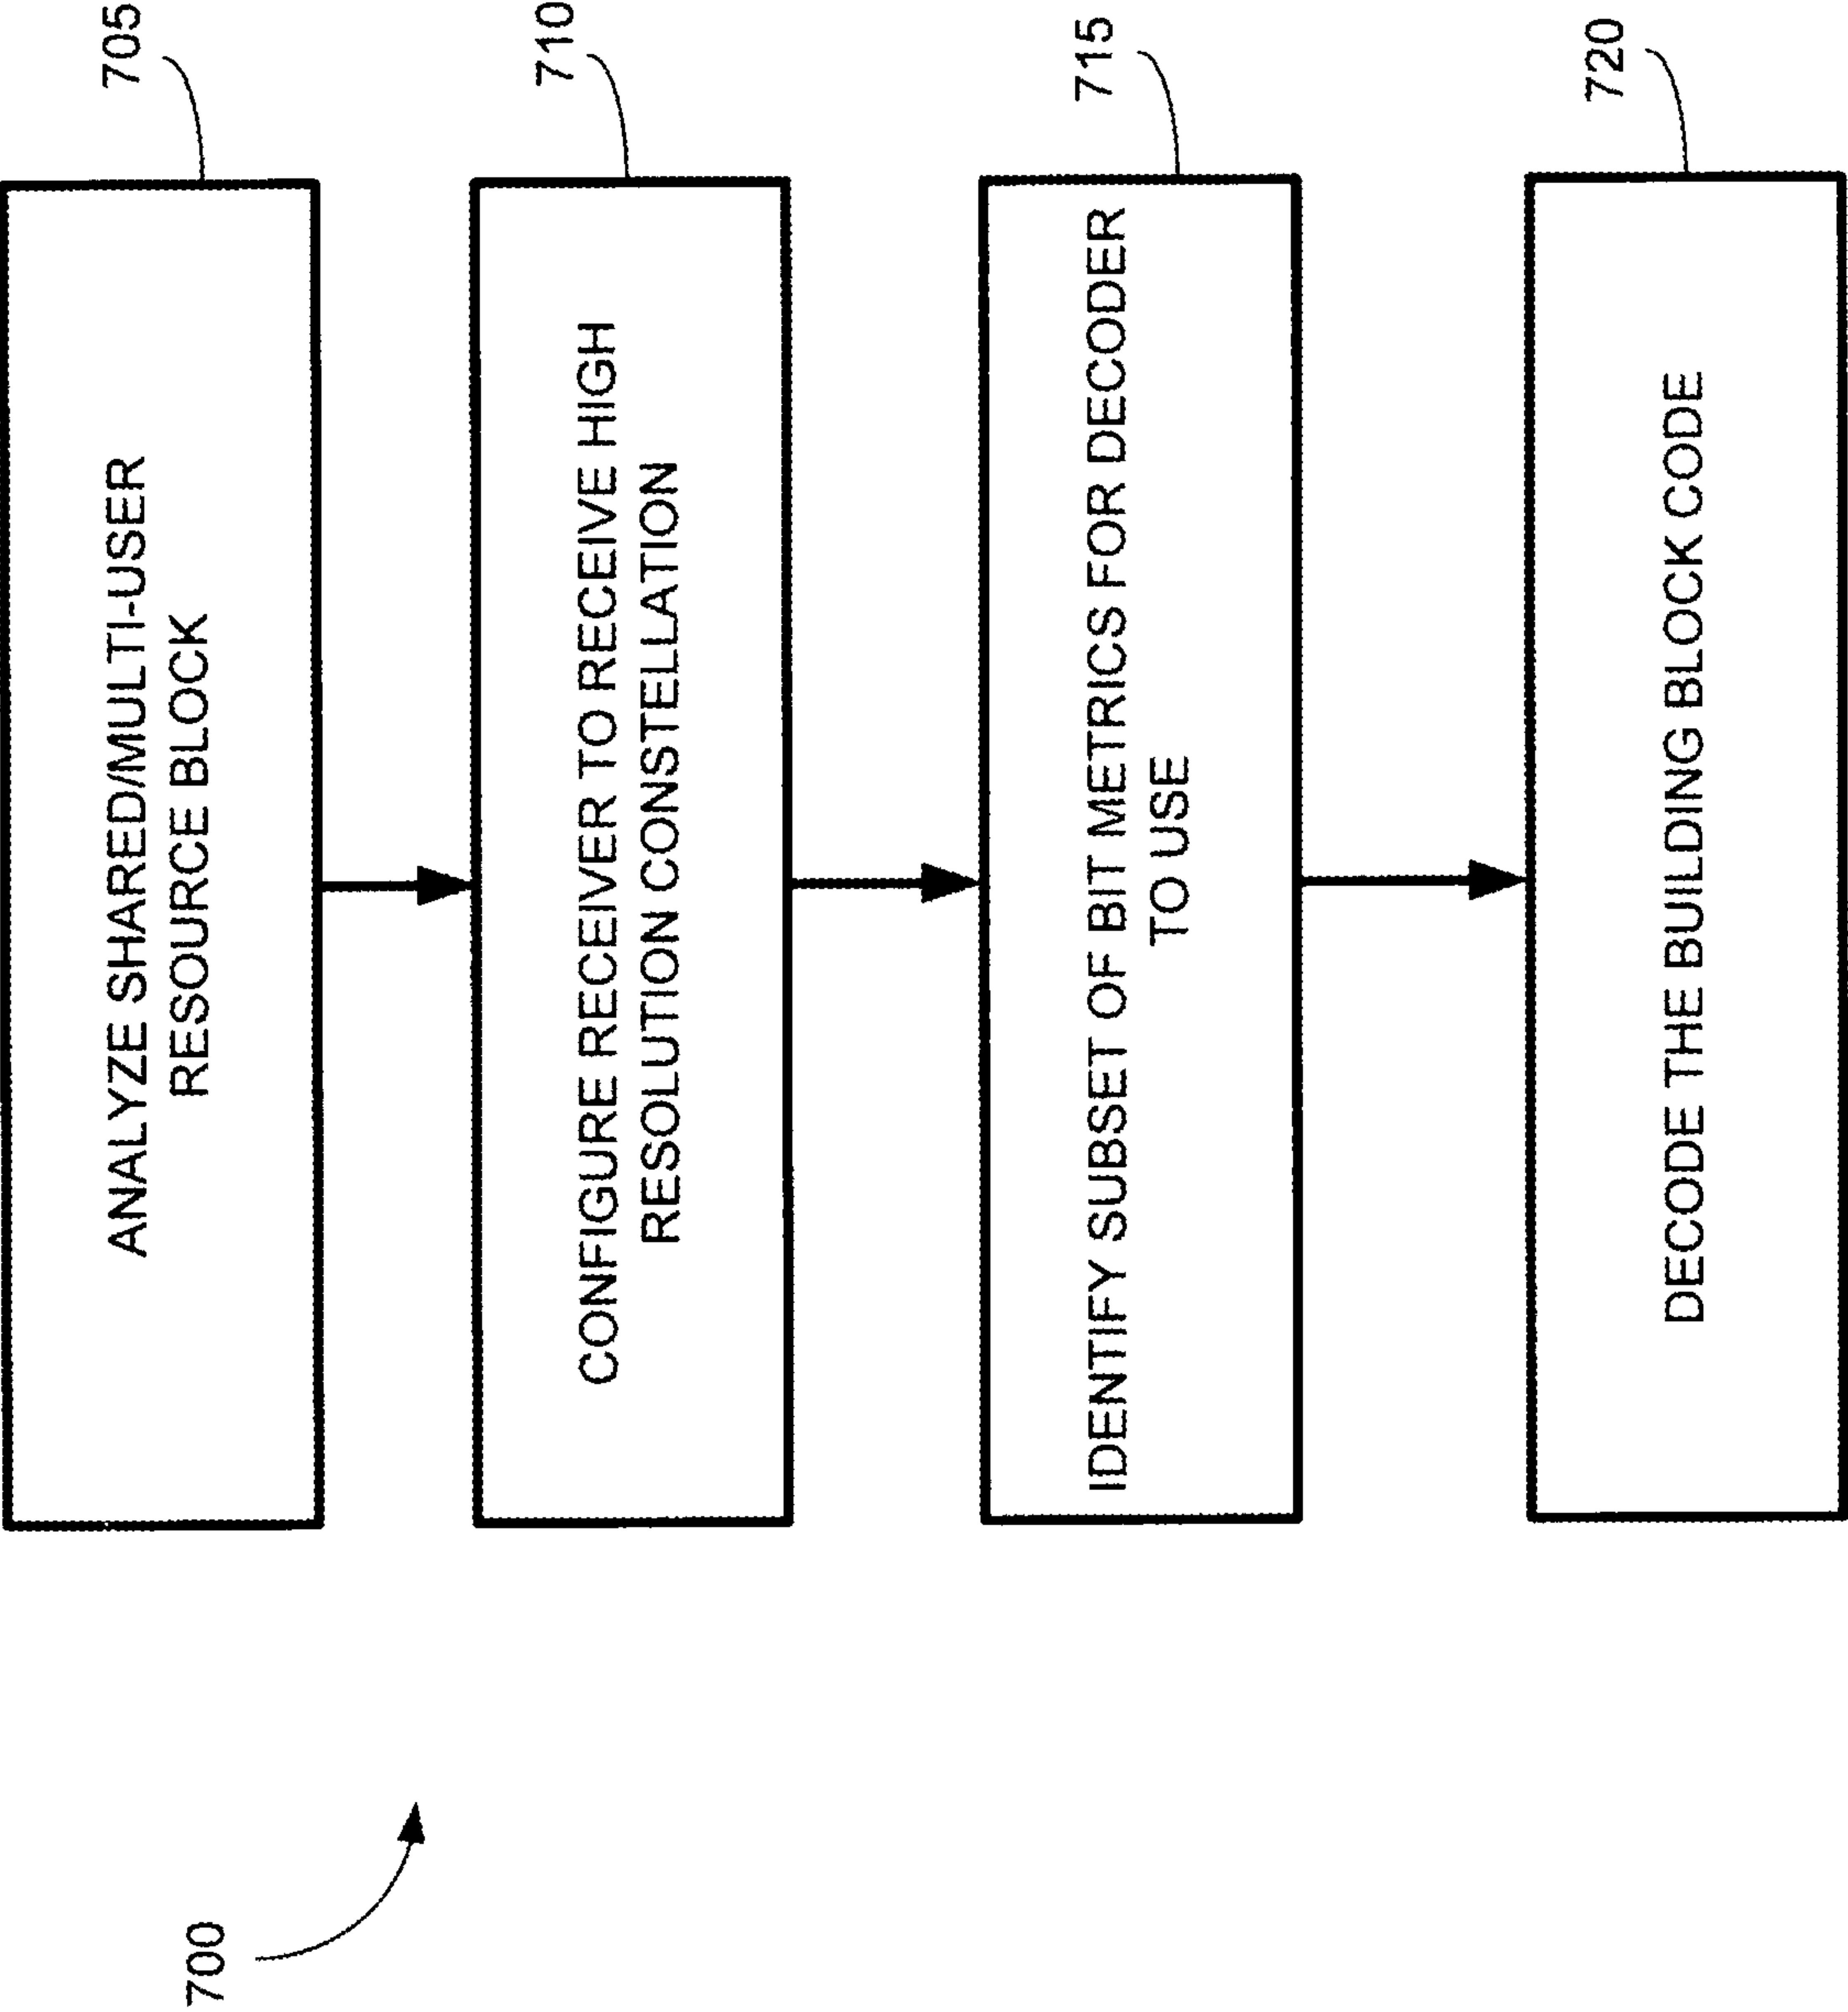 700
705
ANALYZE SHARED/MULTI-USER
RESOURCE BLOCK
710
CONFIGURE RECEIVER TO RECEIVE HIGH
RESOLUTION CONSTELLATION
715
IDENTIFY SUBSET OF BIT METRICS FOR DECODER
TO USE
720
DECODE THE BUILDING BLOCK CODE